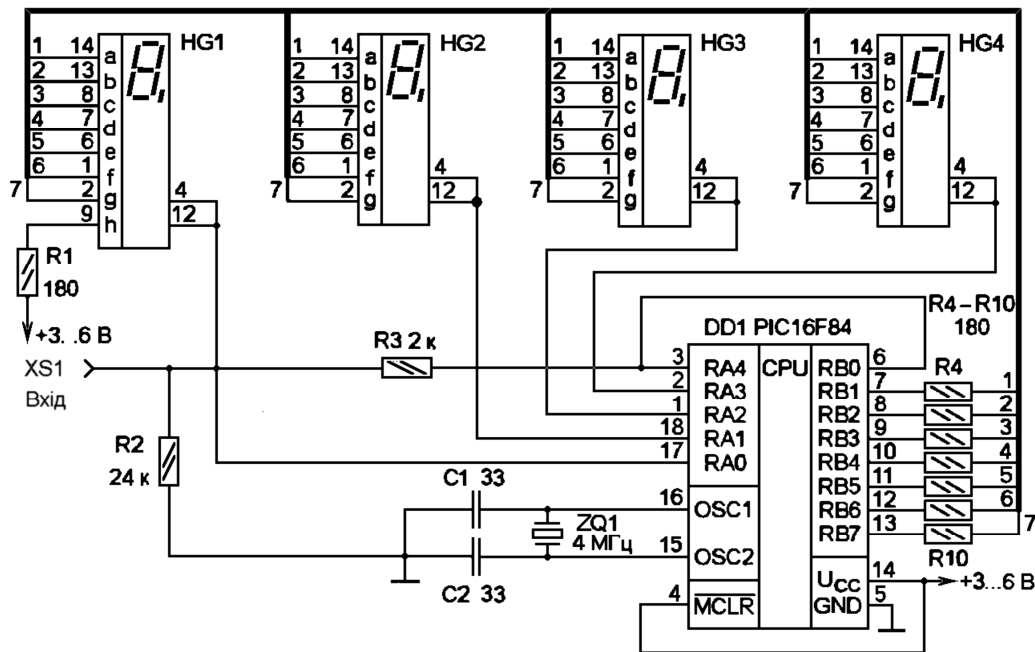 HG1
1 14 a
2 13 b
3 8 c
4 7 d
5 6 e
6 1 f
7 2 g
9 h
4
12
HG2
1 14 a
2 13 b
3 8 c
4 7 d
5 6 e
6 1 f
7 2 g
4
12
HG3
1 14 a
2 13 b
3 8 c
4 7 d
5 6 e
6 1 f
7 2 g
4
12
HG4
1 14 a
2 13 b
3 8 c
4 7 d
5 6 e
6 1 f
7 2 g
4
12
R1
180
+3. .6 В
XS1
Вхід
R2
24 к
R3 2 к
C1 33
C2 33
ZQ1
4 МГц
DD1 PIC16F84
CPU
3 RA4
2 RA3
1 RA2
18 RA1
17 RA0
16 OSC1
15 OSC2
4 MCLR
RB0 6
RB1 7
RB2 8
RB3 9
RB4 10
RB5 11
RB6 12
RB7 13
UCC 14
GND 5
R4–R10
180
R4
1
2
3
4
5
6
7
R10
+3...6 В